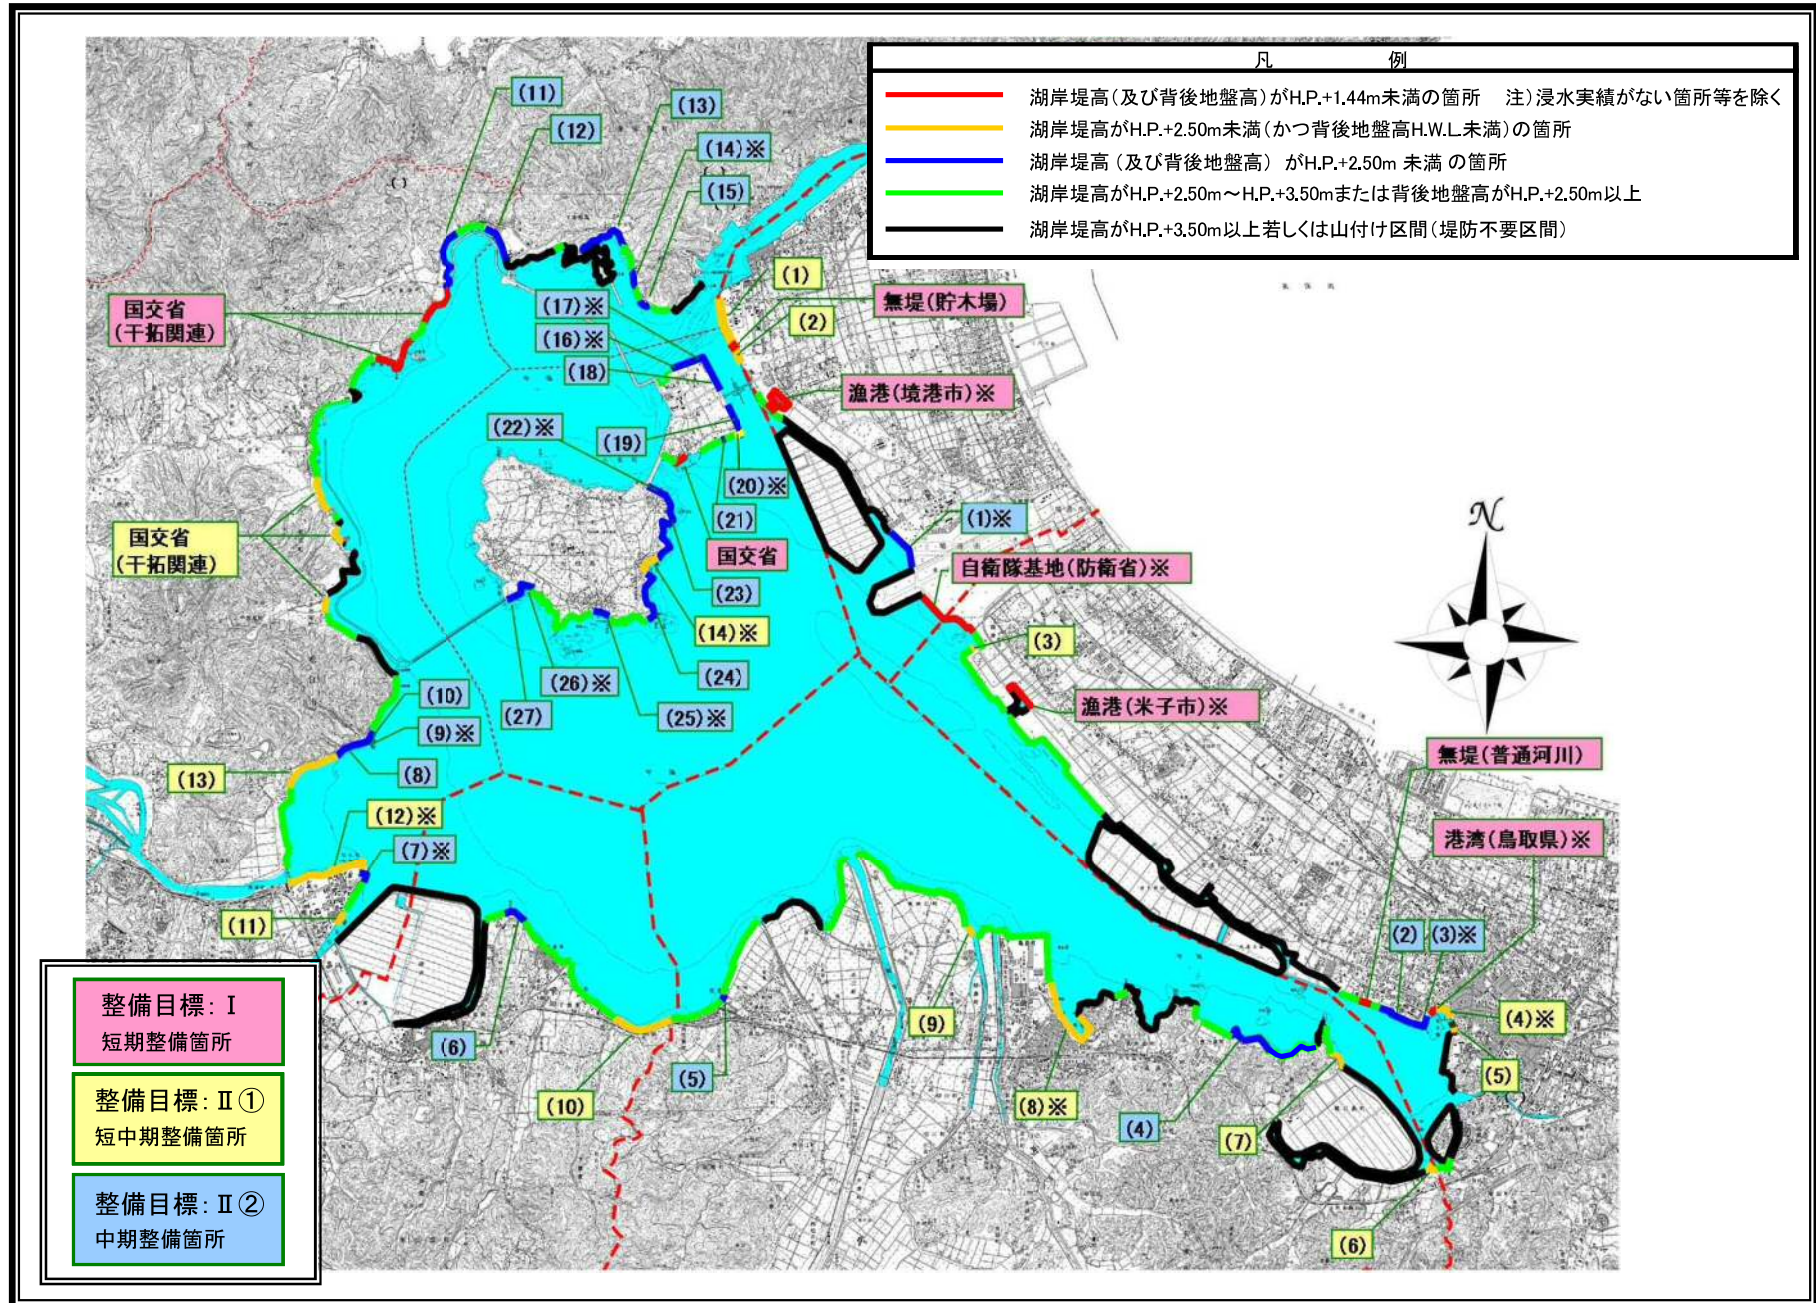 凡 例
湖岸堤高(及び背後地盤高)がH.P.+1.44m未満の箇所 注)浸水実績がない箇所等を除く
湖岸堤高がH.P.+2.50m未満(かつ背後地盤高H.W.L未満)の箇所
湖岸堤高(及び背後地盤高) がH.P.+2.50m 未満の箇所
湖岸堤高がH.P.+2.50m~H.P.+3.50mまたは背後地盤高がH.P.+2.50m以上
湖岸堤高がH.P.+3.50m以上若しくは山付け区間(堤防不要区間)
(11)
(12)
(13)
(14)※
(15)
(1)
無堤(貯木場)
(2)
国交省
(干拓関連)
(17)※
(16)※
(18)
漁港(境港市)※
(22)※
(19)
(20)※
(21)
(1)※
国交省
国交省
(干拓関連)
自衛隊基地(防衛省)※
(23)
(14)※
(3)
(24)
(26)※
(27)
(25)※
漁港(米子市)※
(10)
(9)※
(8)
(13)
無堤(普通河川)
(12)※
(7)※
港湾(鳥取県)※
(11)
(2)
(3)※
(4)※
(9)
(6)
(5)
(5)
(10)
(8)※
(4)
(7)
(6)
N
整備目標:Ⅰ
短期整備箇所
整備目標:Ⅱ①
短中期整備箇所
整備目標:Ⅱ②
中期整備箇所